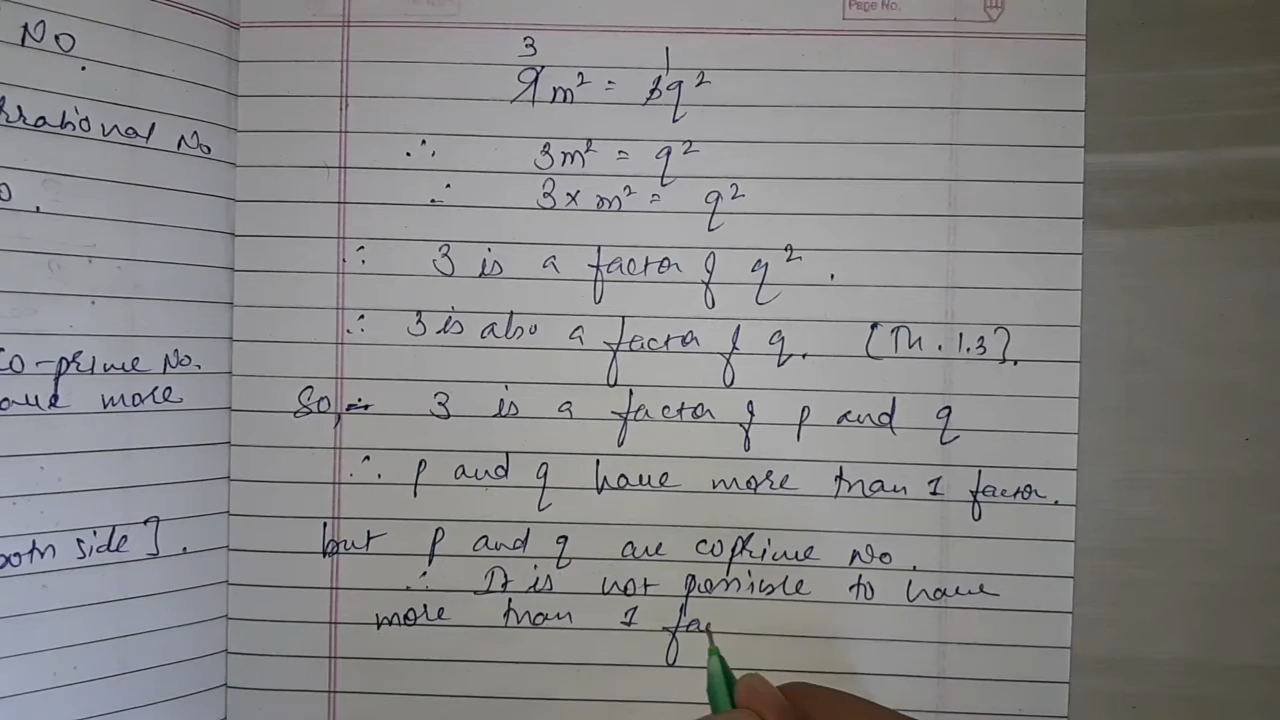 No.
Irrational No
o.
Co-prime No.
have more
both side].
Page No.
3 1
9m² = 3q²
∴ 3m² = q²
∴ 3 × m² = q²
∴ 3 is a factor of q².
∴ 3 is also a factor of q. [Th. 1.3].
So, 3 is a factor of p and q
∴ p and q have more than 1 factor.
but p and q are coprime No.
∴ It is not possible to have
more than 1 fac